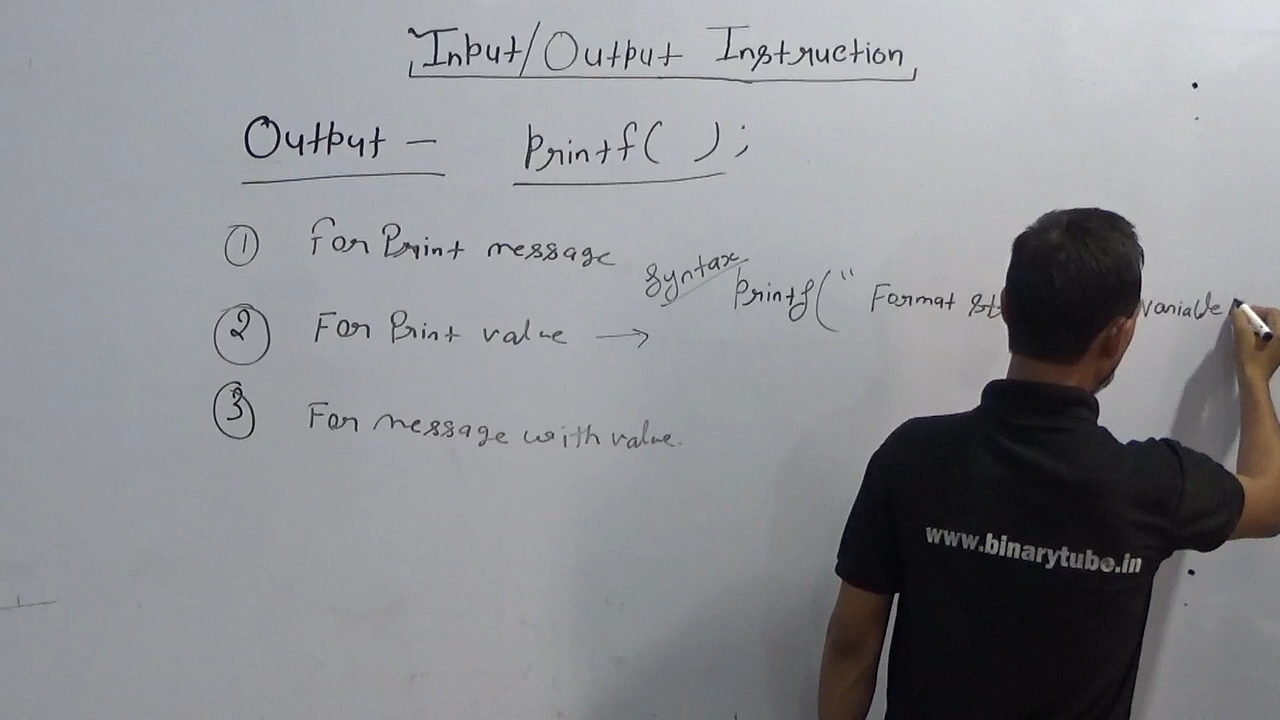 Input/Output Instruction
Output - printf( );
① For Print message
Syntax
printf(" Format variable
② For Print value →
③ For message with value.
www.binarytube.in